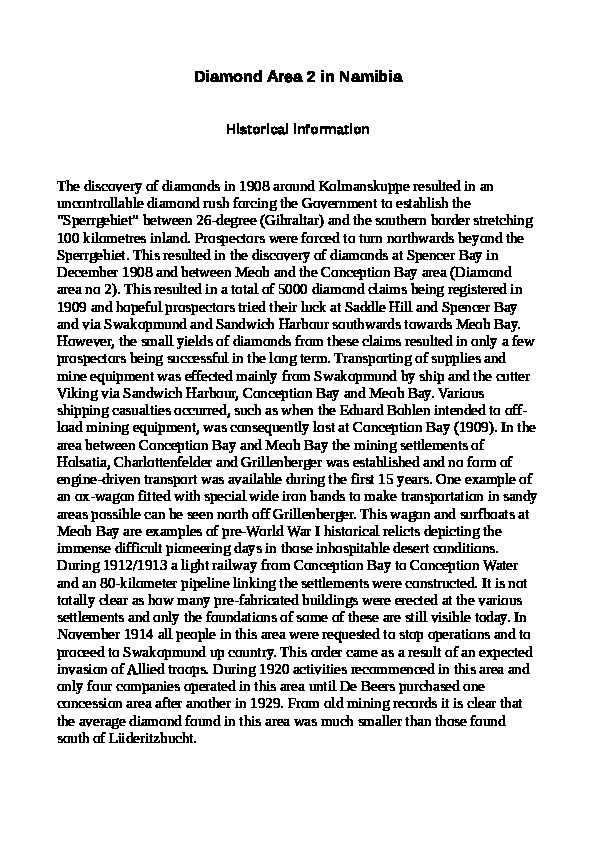 Diamond Area 2 in Namibia
Historical information
The discovery of diamonds in 1908 around Kolmanskuppe resulted in an
uncontrollable diamond rush forcing the Government to establish the
"Sperrgebiet" between 26-degree (Gibraltar) and the southern border stretching
100 kilometres inland. Prospectors were forced to turn northwards beyond the
Sperrgebiet. This resulted in the discovery of diamonds at Spencer Bay in
December 1908 and between Meob and the Conception Bay area (Diamond
area no 2). This resulted in a total of 5000 diamond claims being registered in
1909 and hopeful prospectors tried their luck at Saddle Hill and Spencer Bay
and via Swakopmund and Sandwich Harbour southwards towards Meob Bay.
However, the small yields of diamonds from these claims resulted in only a few
prospectors being successful in the long term. Transporting of supplies and
mine equipment was effected mainly from Swakopmund by ship and the cutter
Viking via Sandwich Harbour, Conception Bay and Meob Bay. Various
shipping casualties occurred, such as when the Eduard Bohlen intended to off-
load mining equipment, was consequently lost at Conception Bay (1909). In the
area between Conception Bay and Meob Bay the mining settlements of
Holsatia, Charlottenfelder and Grillenberger was established and no form of
engine-driven transport was available during the first 15 years. One example of
an ox-wagon fitted with special wide iron bands to make transportation in sandy
areas possible can be seen north off Grillenberger. This wagon and surfboats at
Meob Bay are examples of pre-World War I historical relicts depicting the
immense difficult pioneering days in those inhospitable desert conditions.
During 1912/1913 a light railway from Conception Bay to Conception Water
and an 80-kilometer pipeline linking the settlements were constructed. It is not
totally clear as how many pre-fabricated buildings were erected at the various
settlements and only the foundations of some of these are still visible today. In
November 1914 all people in this area were requested to stop operations and to
proceed to Swakopmund up country. This order came as a result of an expected
invasion of Allied troops. During 1920 activities recommenced in this area and
only four companies operated in this area until De Beers purchased one
concession area after another in 1929. From old mining records it is clear that
the average diamond found in this area was much smaller than those found
south of Lüderitzbucht.